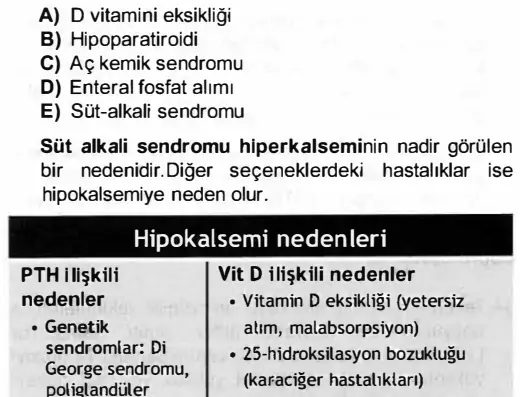 A) D vitamini eksikliği
B) Hipoparatiroidi
C) Aç kemik sendromu
D) Enteral fosfat alımı
E) Süt-alkali sendromu
Süt alkali sendromu hiperkalseminin nadir görülen
bir nedenidir.Diğer seçeneklerdeki hastalıklar ise
hipokalsemiye neden olur.
Hipokalsemi nedenleri
PTH ilişkili
nedenler
• Genetik
sendromlar: Di
George sendromu,
poliglandüler
Vit D ilişkili nedenler
• Vitamin D eksikliği (yetersiz
alım, malabsorpsiyon)
• 25-hidroksilasyon bozukluğu
(karaciğer hastalıkları)